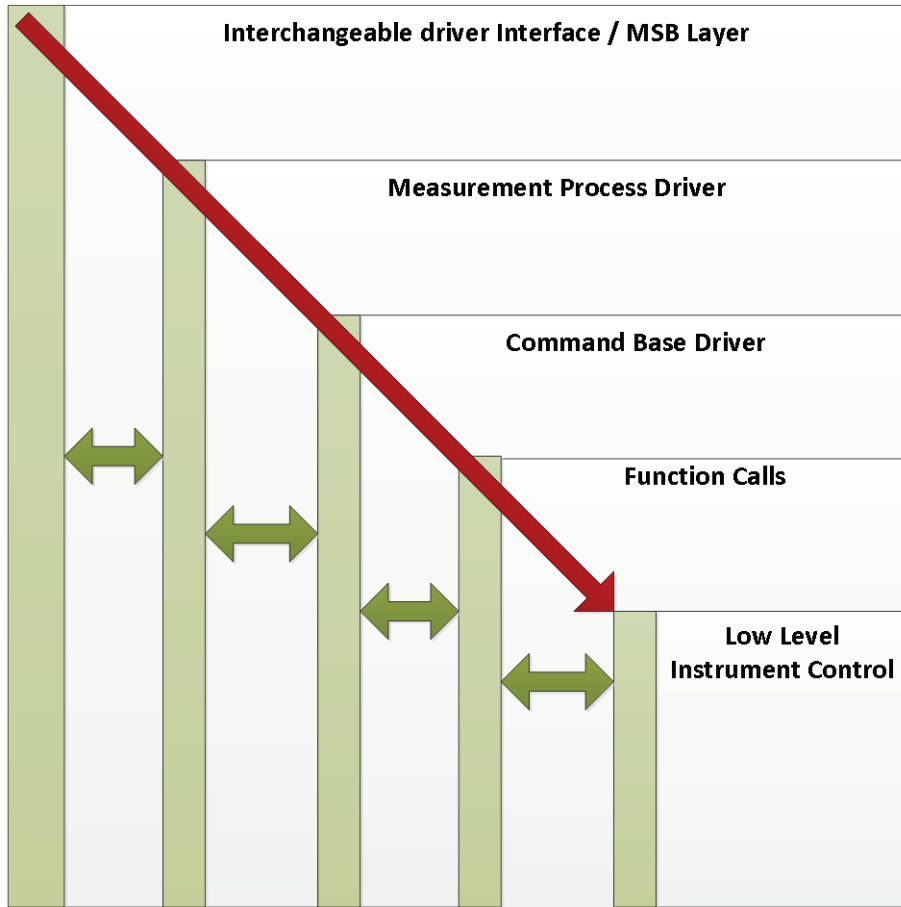 Interchangeable driver Interface / MSB Layer
Measurement Process Driver
Command Base Driver
Function Calls
Low Level
Instrument Control